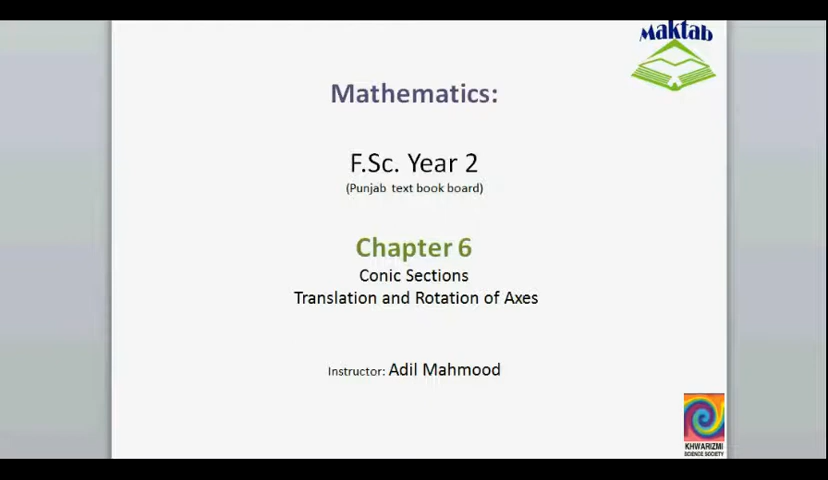 Maktab
Mathematics:
F.Sc. Year 2
(Punjab text book board)
Chapter 6
Conic Sections
Translation and Rotation of Axes
Instructor: Adil Mahmood
KHWARIZMI
SCIENCE SOCIETY